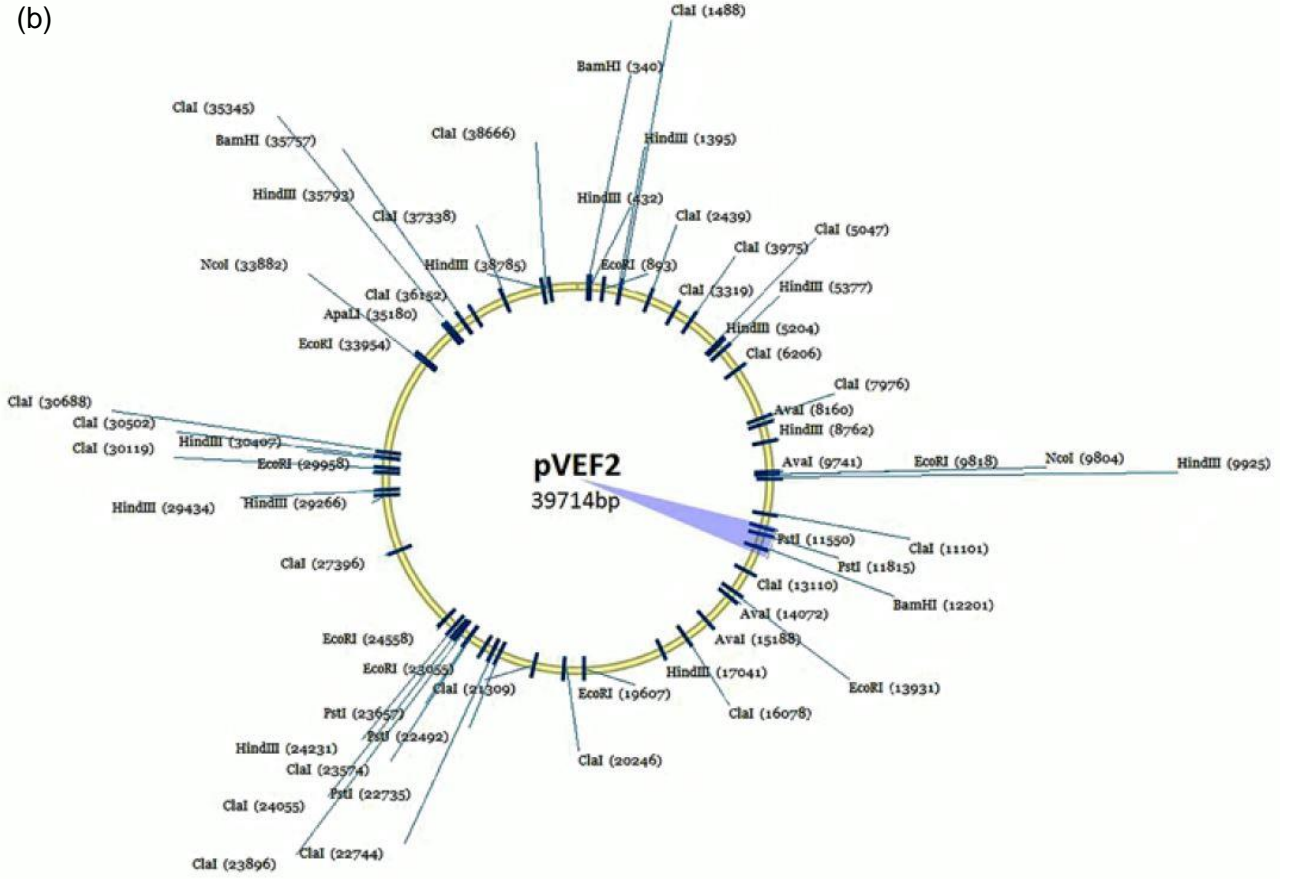 (b)
ClaI (1488)
BamHI (340)
ClaI (35345)
ClaI (38666)
BamHI (35757)
HindIII (1395)
HindIII (35793)
HindIII (432)
ClaI (37338)
ClaI (2439)
ClaI (5047)
ClaI (3975)
NcoI (33882)
HindIII (38785)
EcoRI (893)
ClaI (36152)
ClaI (3319)
HindIII (5377)
ApaLI (35180)
HindIII (5204)
EcoRI (33954)
ClaI (6206)
ClaI (7976)
ClaI (30688)
AvaI (8160)
ClaI (30502)
HindIII (8762)
ClaI (30119)
HindIII (30407)
EcoRI (29958)
pVEF2
39714bp
AvaI (9741)
EcoRI (9818)
NcoI (9804)
HindIII (9925)
HindIII (29434)
HindIII (29266)
PstI (11550)
ClaI (11101)
ClaI (27396)
PstI (11815)
ClaI (13110)
BamHI (12201)
AvaI (14072)
EcoRI (24558)
AvaI (15188)
EcoRI (23055)
HindIII (17041)
ClaI (21309)
EcoRI (19607)
EcoRI (13931)
PstI (23657)
ClaI (16078)
PstI (22492)
HindIII (24231)
ClaI (20246)
ClaI (23574)
PstI (22735)
ClaI (24055)
ClaI (22744)
ClaI (23896)